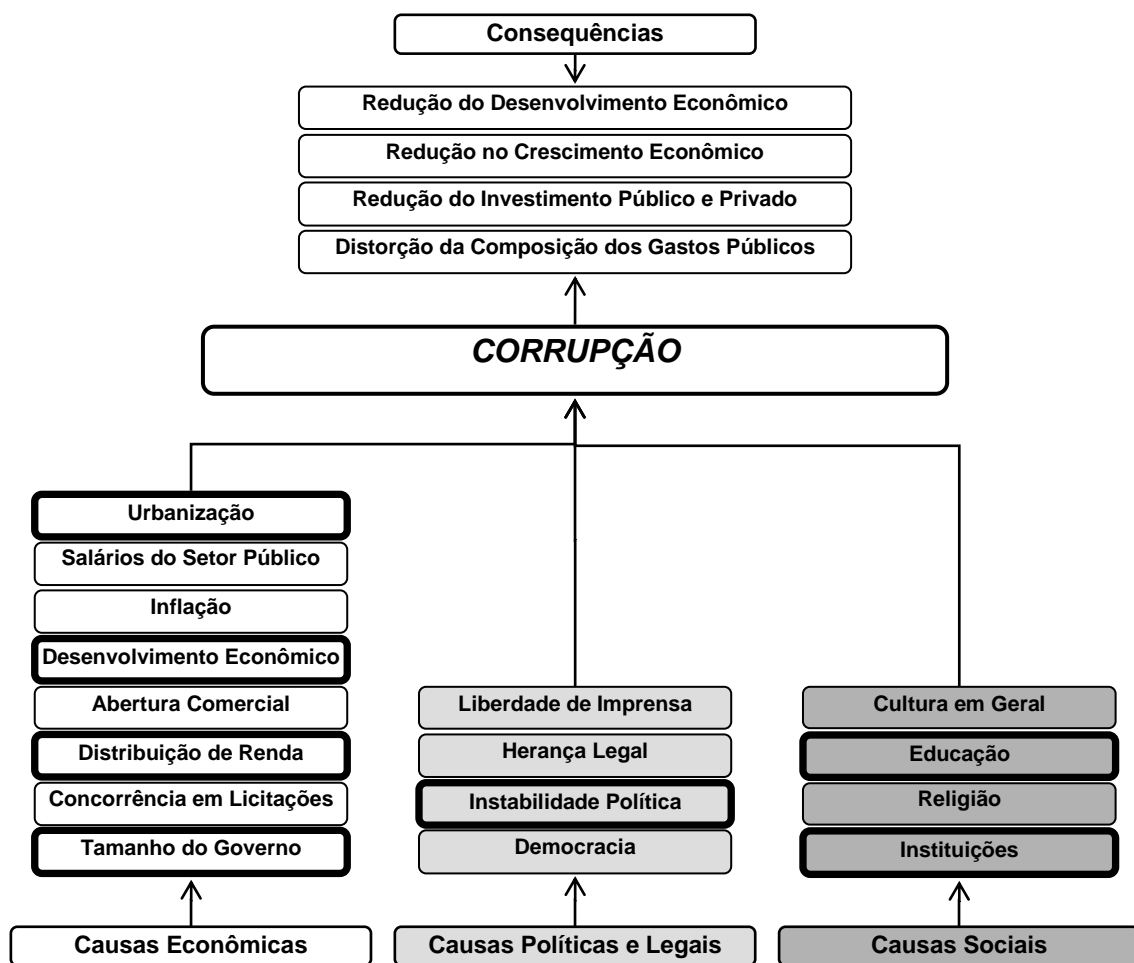 Consequências
Redução do Desenvolvimento Econômico
Redução no Crescimento Econômico
Redução do Investimento Público e Privado
Distorção da Composição dos Gastos Públicos
CORRUPÇÃO
Urbanização
Salários do Setor Público
Inflação
Desenvolvimento Econômico
Abertura Comercial
Distribuição de Renda
Concorrência em Licitações
Tamanho do Governo
Causas Econômicas
Liberdade de Imprensa
Herança Legal
Instabilidade Política
Democracia
Causas Políticas e Legais
Cultura em Geral
Educação
Religião
Instituições
Causas Sociais